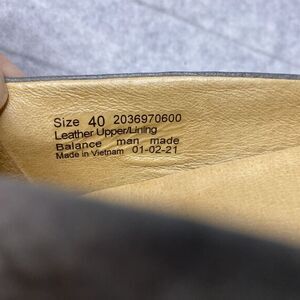 Size 40 2036970600
Leather Upper/Lining
Balance man made
Made in Vietnam 01-02-21